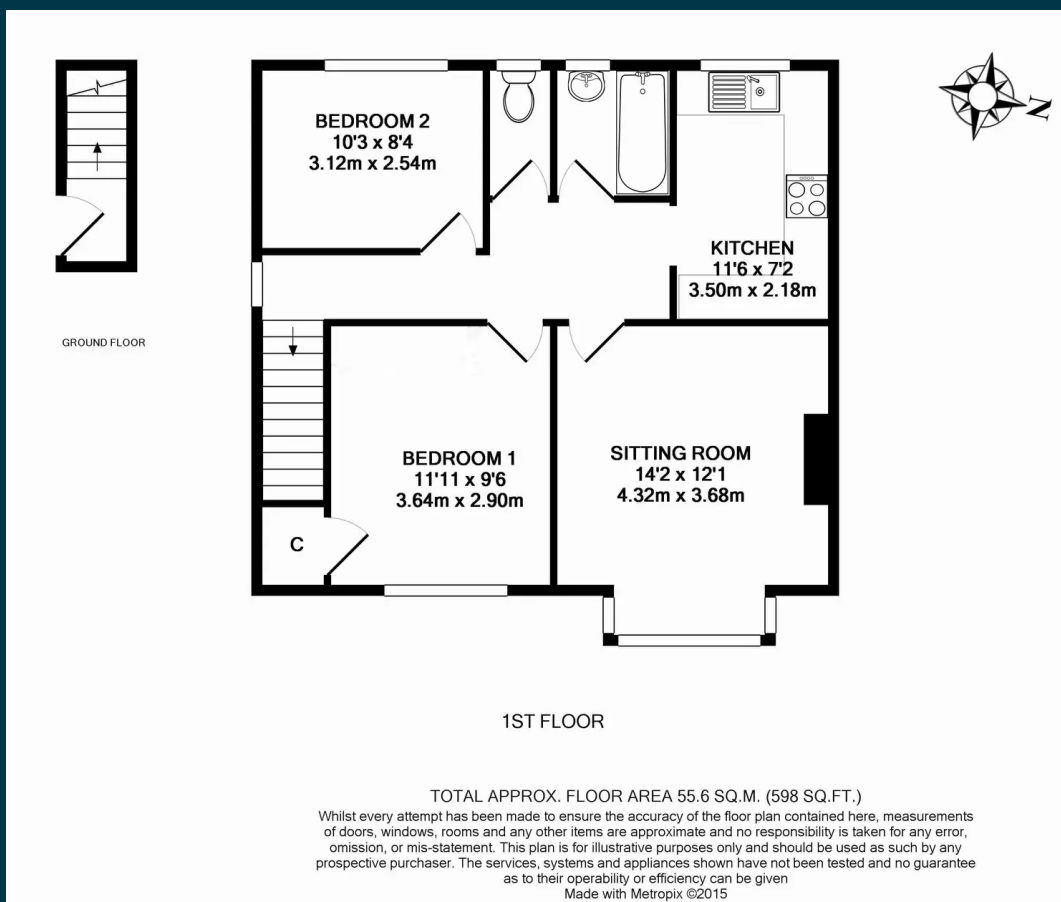 BEDROOM 2
10'3 x 8'4
3.12m x 2.54m
N
KITCHEN
11'6 x 7'2
3.50m x 2.18m
GROUND FLOOR
BEDROOM 1
11'11 x 9'6
3.64m x 2.90m
SITTING ROOM
14'2 x 12'1
4.32m x 3.68m
C
1ST FLOOR
TOTAL APPROX. FLOOR AREA 55.6 SQ.M. (598 SQ.FT.)
Whilst every attempt has been made to ensure the accuracy of the floor plan contained here, measurements
of doors, windows, rooms and any other items are approximate and no responsibility is taken for any error,
omission, or mis-statement. This plan is for illustrative purposes only and should be used as such by any
prospective purchaser. The services, systems and appliances shown have not been tested and no guarantee
as to their operability or efficiency can be given
Made with Metropix ©2015